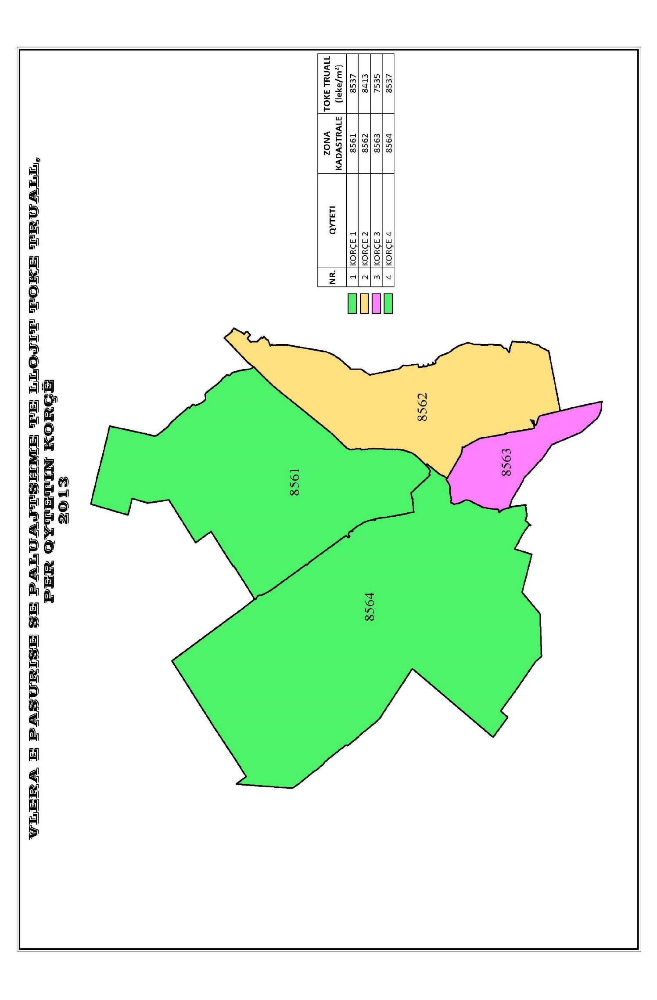 VLERA E PASURISE SE PALUAJTSHME TE LLOJIT TOKE TRUALL,
PER QYTETIN KORÇË
2013
NR. QYTETI ZONA KADASTRALE TOKE TRUALL (leke/m²)
1 KORÇE 1 8561 8537
2 KORÇE 2 8562 8413
3 KORÇE 3 8563 7535
4 KORÇE 4 8564 8537
8561
8562
8563
8564